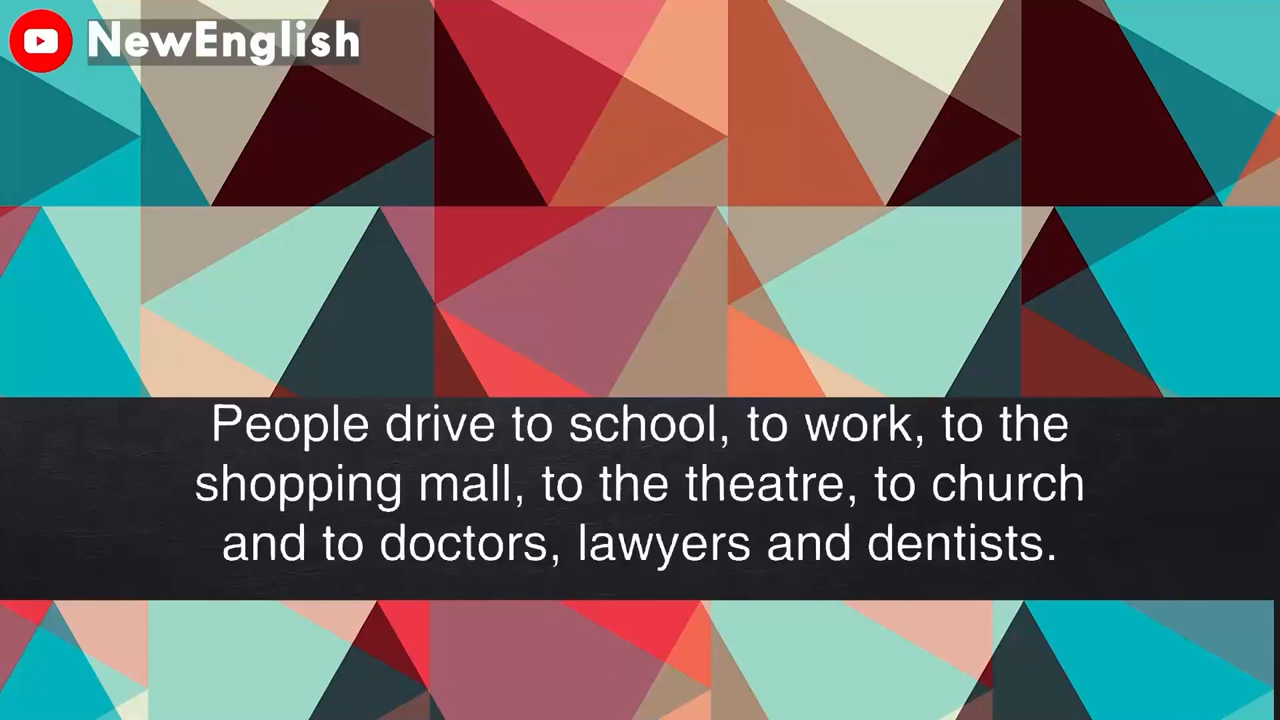 NewEnglish
People drive to school, to work, to the
shopping mall, to the theatre, to church
and to doctors, lawyers and dentists.